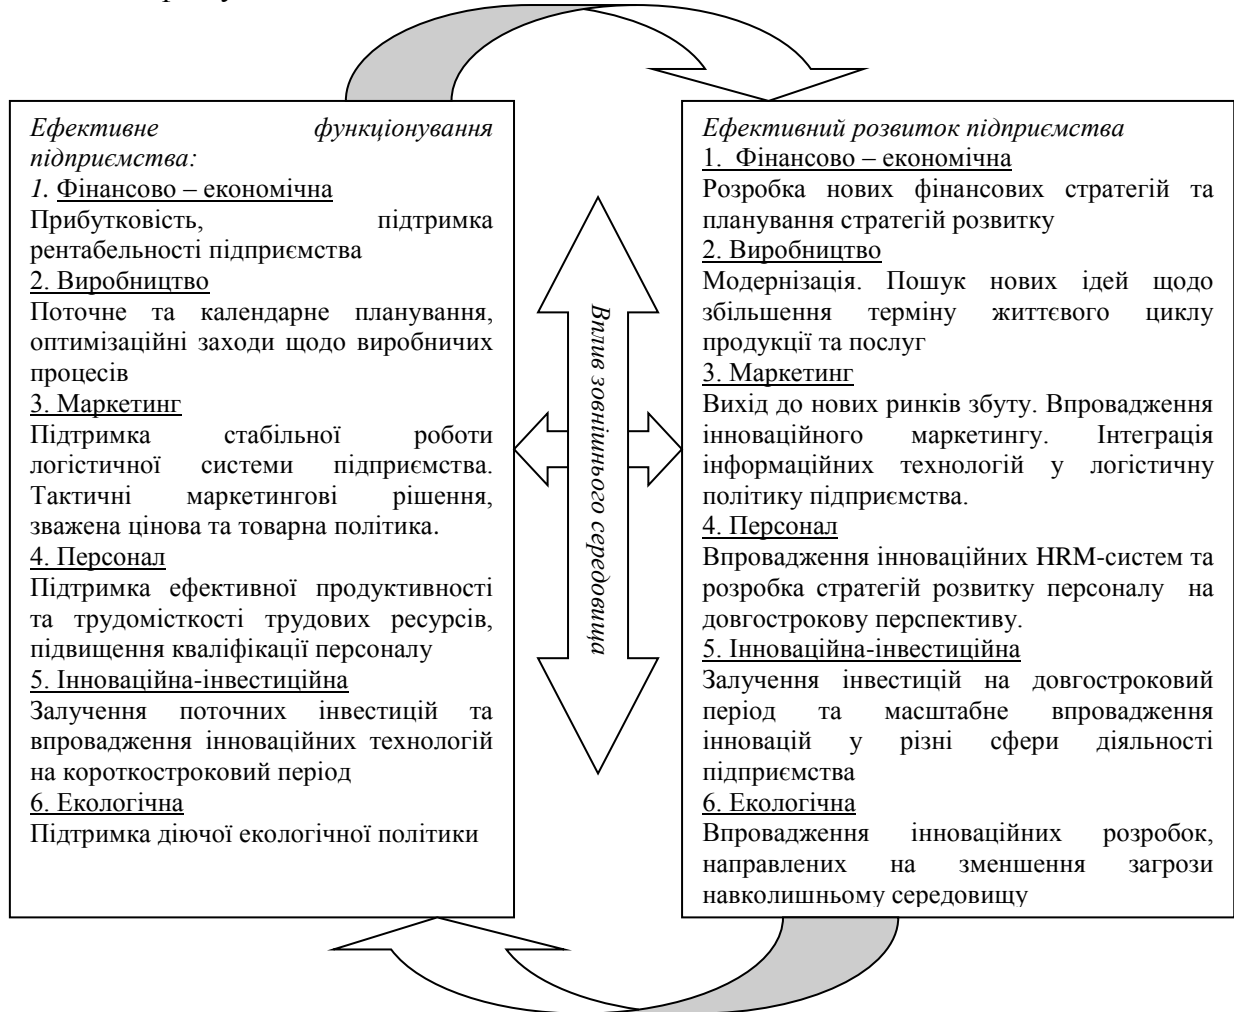 Ефективне функціонування
підприємства:
1. Фінансово – економічна
Прибутковість, підтримка
рентабельності підприємства
2. Виробництво
Поточне та календарне планування,
оптимізаційні заходи щодо виробничих
процесів
3. Маркетинг
Підтримка стабільної роботи
логістичної системи підприємства.
Тактичні маркетингові рішення,
зважена цінова та товарна політика.
4. Персонал
Підтримка ефективної продуктивності
та трудомісткості трудових ресурсів,
підвищення кваліфікації персоналу
5. Інноваційна-інвестиційна
Залучення поточних інвестицій та
впровадження інноваційних технологій
на короткостроковий період
6. Екологічна
Підтримка діючої екологічної політики
Вплив зовнішнього середовища
Ефективний розвиток підприємства
1. Фінансово – економічна
Розробка нових фінансових стратегій та
планування стратегій розвитку
2. Виробництво
Модернізація. Пошук нових ідей щодо
збільшення терміну життєвого циклу
продукції та послуг
3. Маркетинг
Вихід до нових ринків збуту. Впровадження
інноваційного маркетингу. Інтеграція
інформаційних технологій у логістичну
політику підприємства.
4. Персонал
Впровадження інноваційних HRM-систем та
розробка стратегій розвитку персоналу на
довгострокову перспективу.
5. Інноваційна-інвестиційна
Залучення інвестицій на довгостроковий
період та масштабне впровадження
інновацій у різні сфери діяльності
підприємства
6. Екологічна
Впровадження інноваційних розробок,
направлених на зменшення загрози
навколишньому середовищу